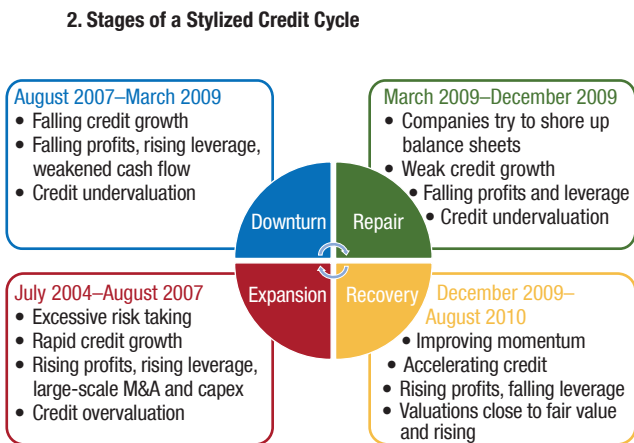 2. Stages of a Stylized Credit Cycle
August 2007–March 2009
• Falling credit growth
• Falling profits, rising leverage,
weakened cash flow
• Credit undervaluation
March 2009–December 2009
• Companies try to shore up
balance sheets
• Weak credit growth
• Falling profits and leverage
• Credit undervaluation
Downturn
Repair
Expansion
Recovery
July 2004–August 2007
• Excessive risk taking
• Rapid credit growth
• Rising profits, rising leverage,
large-scale M&A and capex
• Credit overvaluation
December 2009–
August 2010
• Improving momentum
• Accelerating credit
• Rising profits, falling leverage
• Valuations close to fair value
and rising